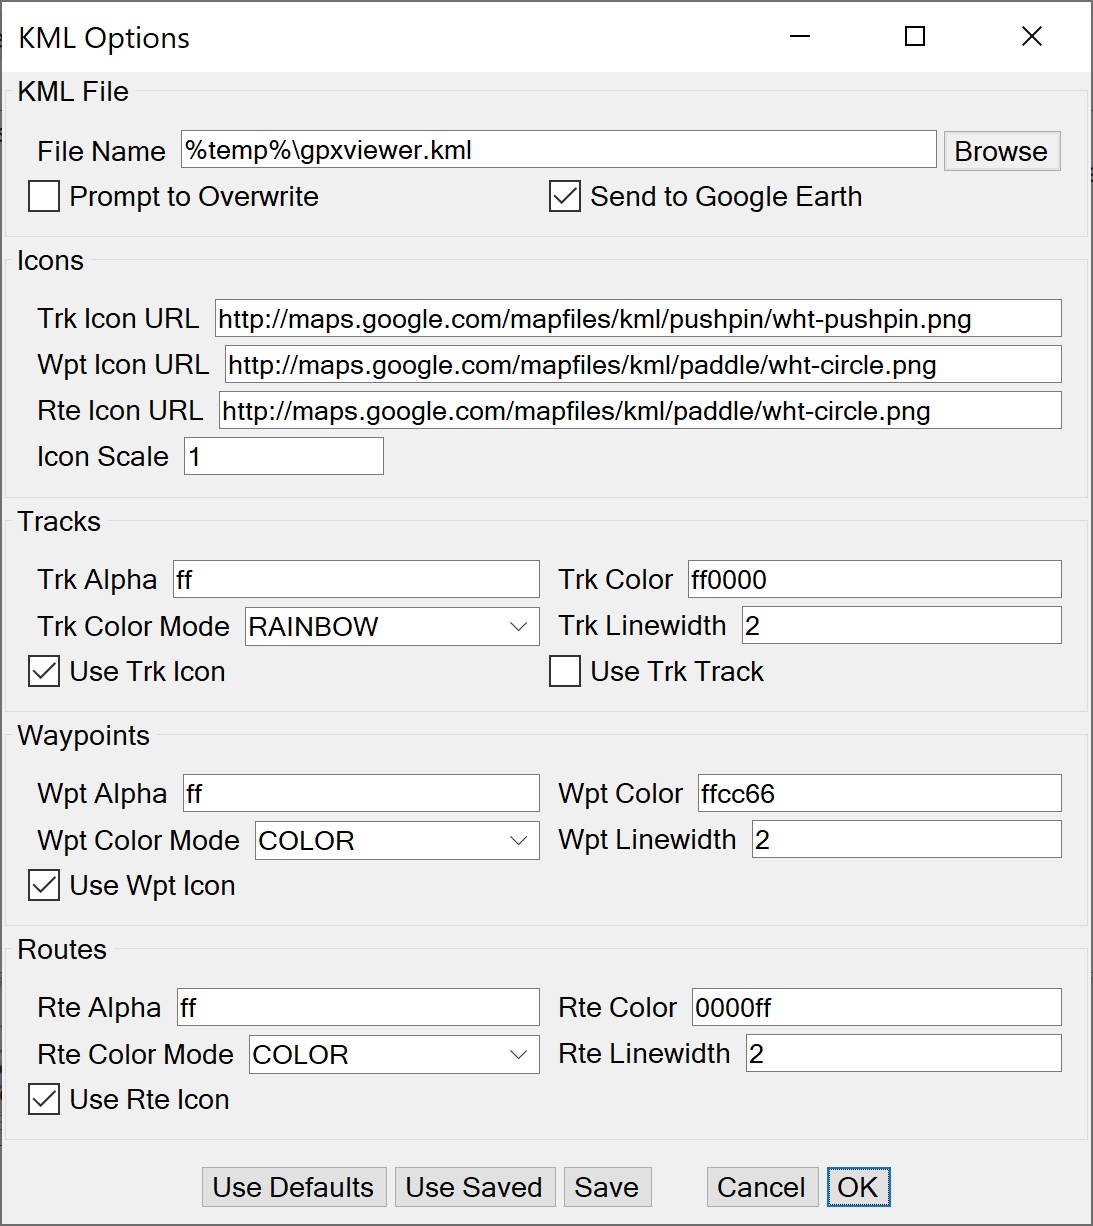 KML Options
KML File
File Name %temp%\gpxviewer.kml Browse
Prompt to Overwrite Send to Google Earth
Icons
Trk Icon URL http://maps.google.com/mapfiles/kml/pushpin/wht-pushpin.png
Wpt Icon URL http://maps.google.com/mapfiles/kml/paddle/wht-circle.png
Rte Icon URL http://maps.google.com/mapfiles/kml/paddle/wht-circle.png
Icon Scale 1
Tracks
Trk Alpha ff Trk Color ff0000
Trk Color Mode RAINBOW Trk Linewidth 2
Use Trk Icon Use Trk Track
Waypoints
Wpt Alpha ff Wpt Color ffcc66
Wpt Color Mode COLOR Wpt Linewidth 2
Use Wpt Icon
Routes
Rte Alpha ff Rte Color 0000ff
Rte Color Mode COLOR Rte Linewidth 2
Use Rte Icon
Use Defaults Use Saved Save Cancel OK